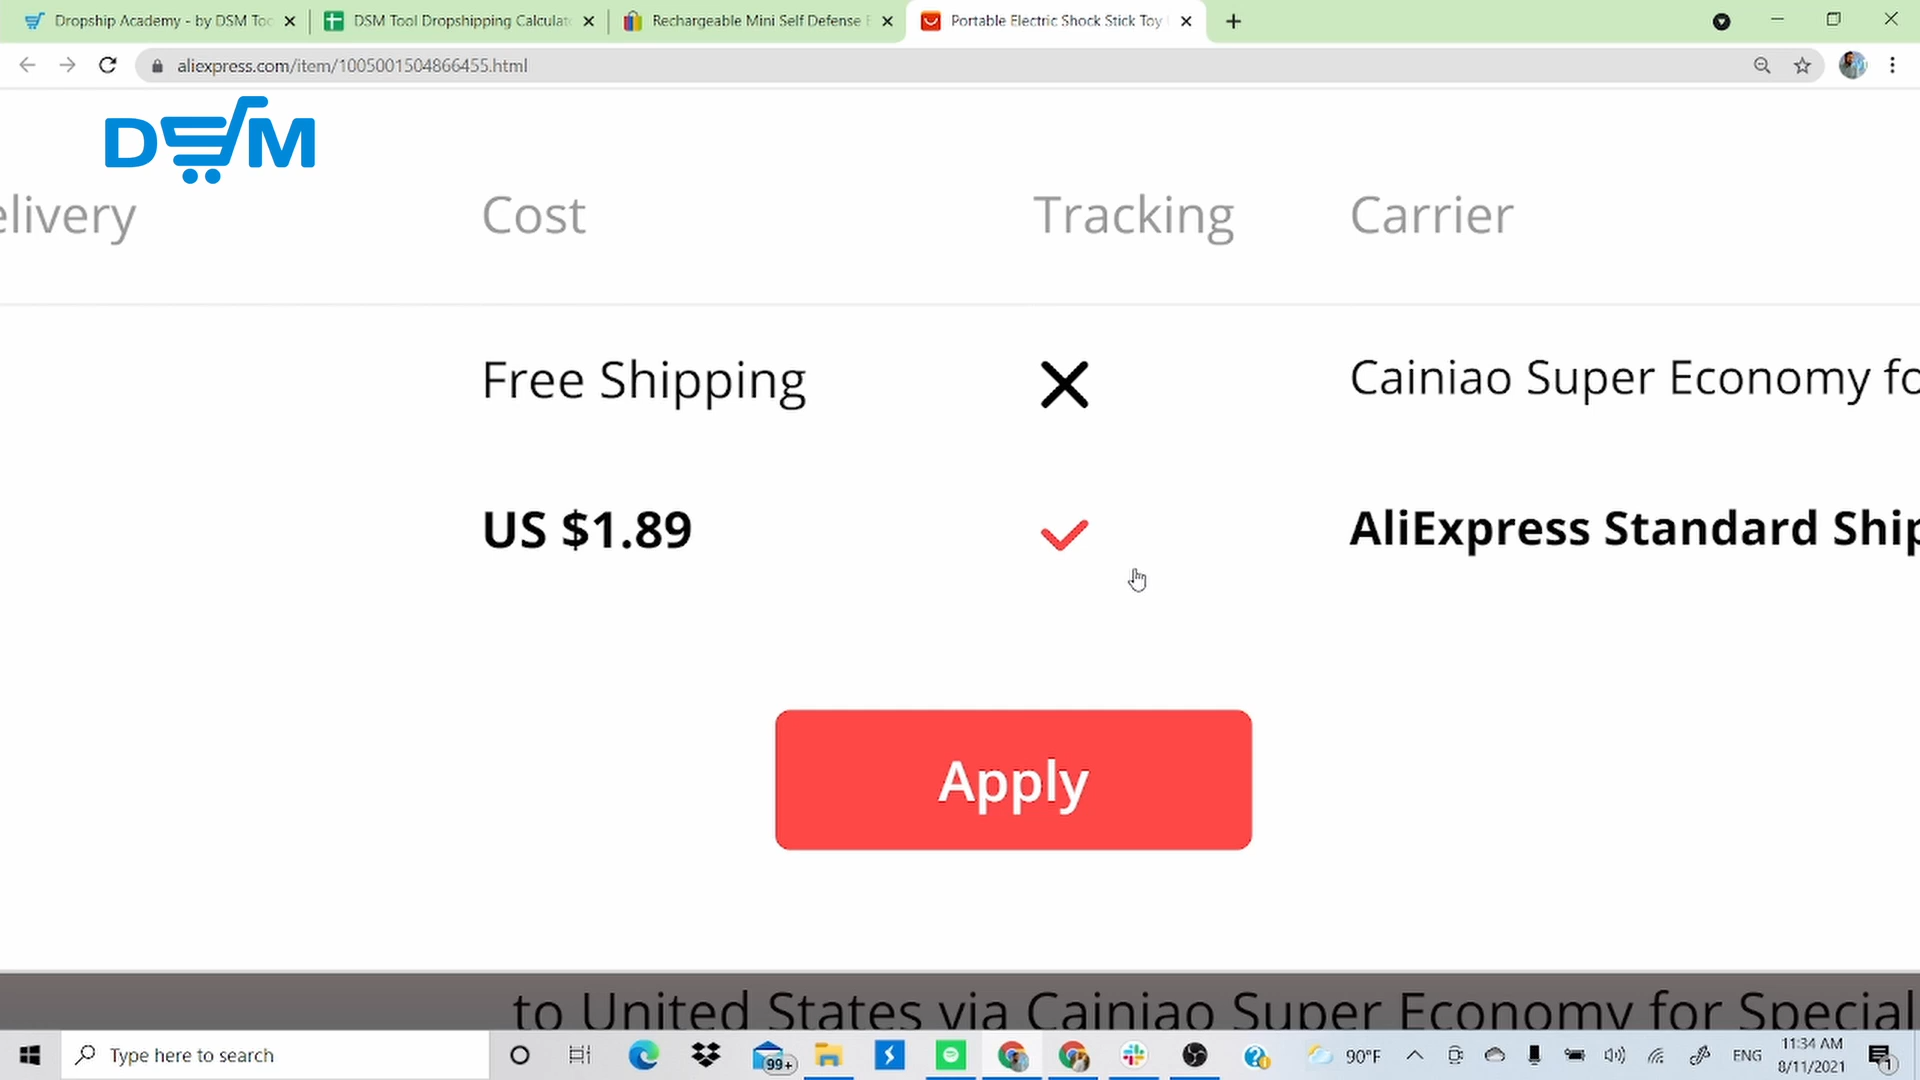 Dropship Academy - by DSM Too
DSM Tool Dropshipping Calculat
Rechargeable Mini Self Defense
Portable Electric Shock Stick Toy
aliexpress.com/item/1005001504866455.html
DSM
elivery
Cost
Tracking
Carrier
Free Shipping
Cainiao Super Economy fo
US $1.89
AliExpress Standard Ship
Apply
to United States via Cainiao Super Economy for Special
Type here to search
99+
90°F
ENG
11:34 AM
8/11/2021
1